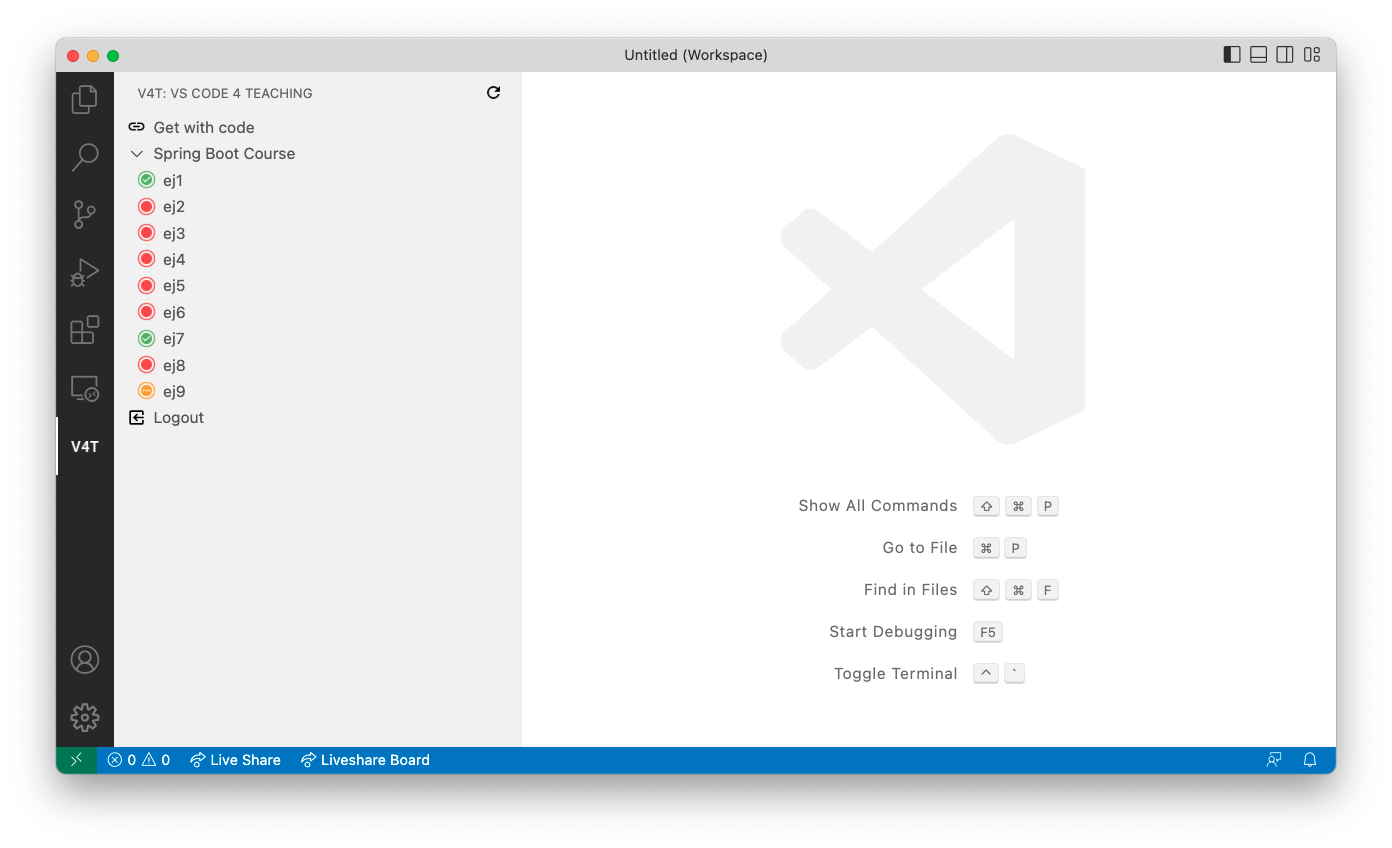 Untitled (Workspace)
V4T: VS CODE 4 TEACHING
Get with code
Spring Boot Course
ej1
ej2
ej3
ej4
ej5
ej6
ej7
ej8
ej9
Logout
V4T
Show All Commands ⇧ ⌘ P
Go to File ⌘ P
Find in Files ⇧ ⌘ F
Start Debugging F5
Toggle Terminal ^ `
0 0 Live Share Liveshare Board